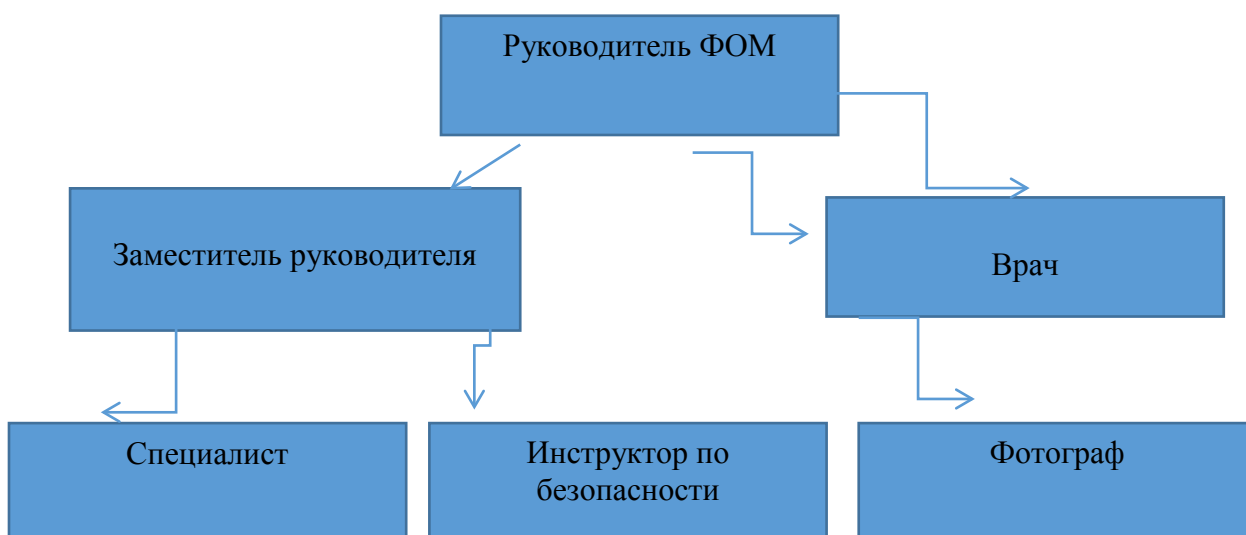 Руководитель ФОМ
Заместитель руководителя
Врач
Специалист
Инструктор по
безопасности
Фотограф